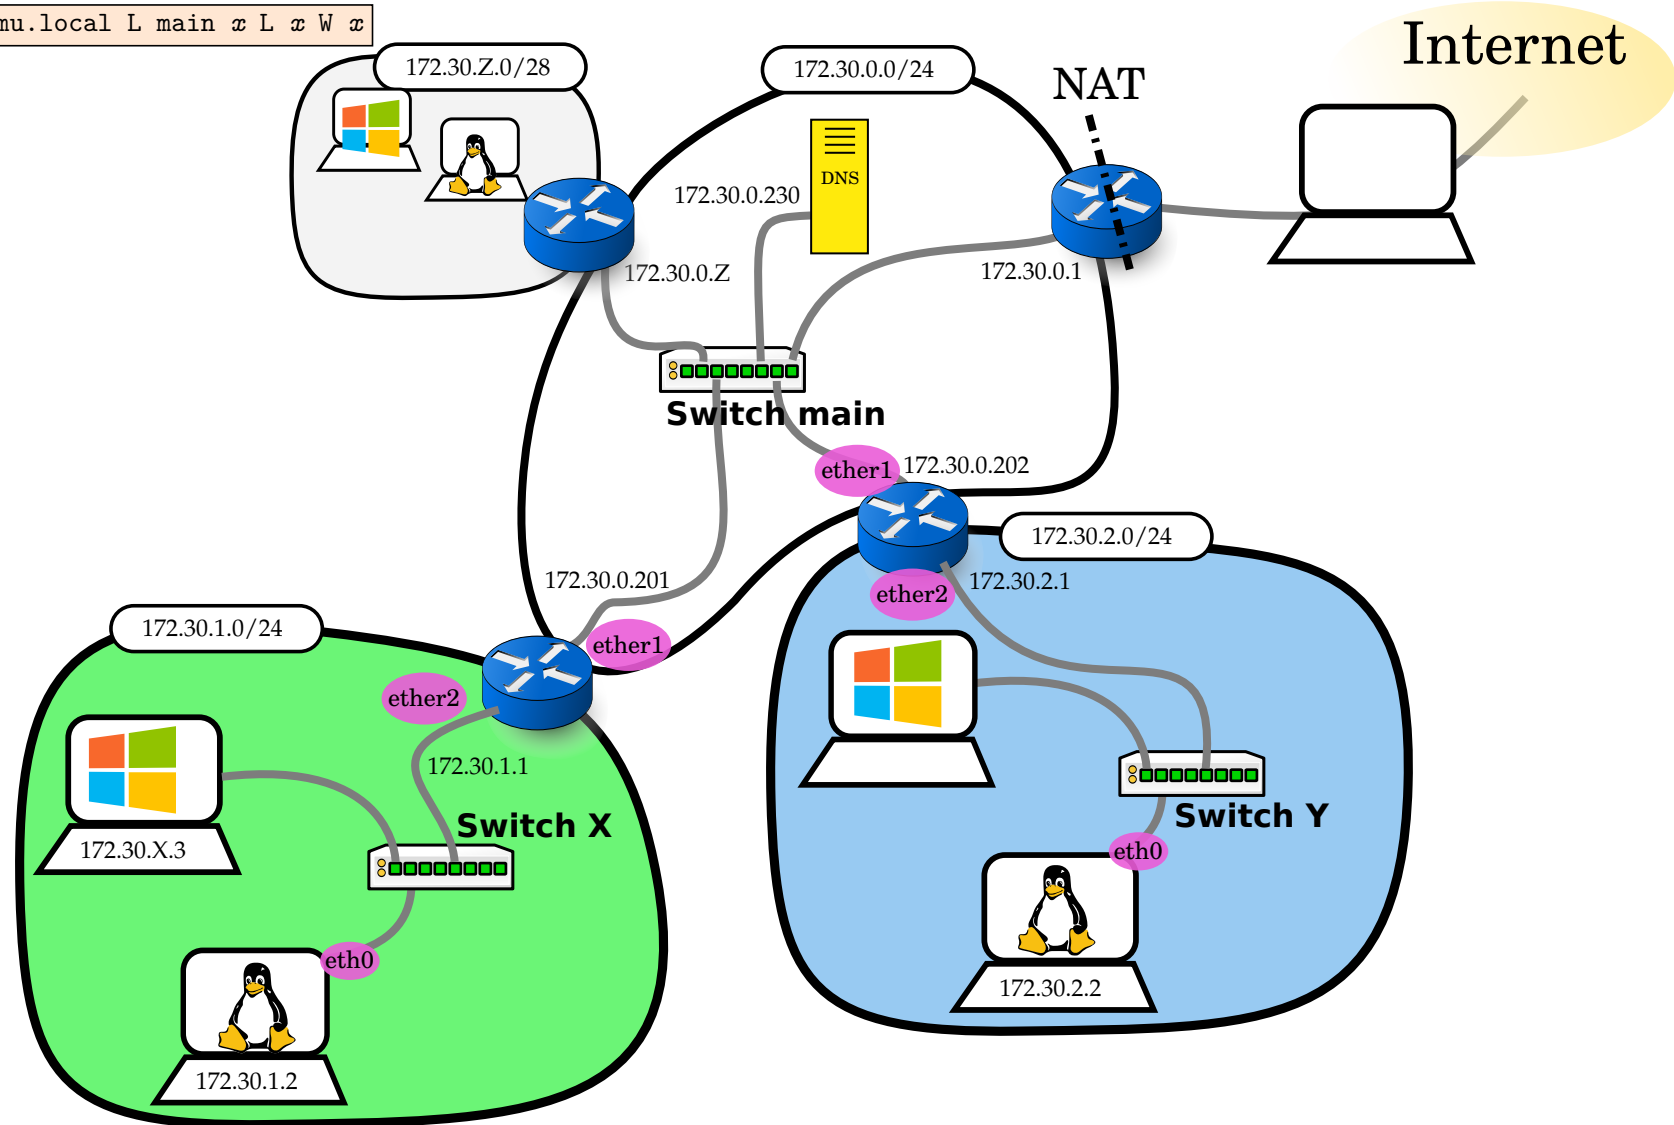 mu.local L main x L x W x
Internet
172.30.Z.0/28
172.30.0.0/24
NAT
DNS
172.30.0.230
172.30.0.Z
172.30.0.1
Switch main
ether1
172.30.0.202
172.30.2.0/24
172.30.0.201
ether2
172.30.2.1
172.30.1.0/24
ether1
ether2
172.30.1.1
Switch X
Switch Y
172.30.X.3
eth0
eth0
172.30.2.2
172.30.1.2